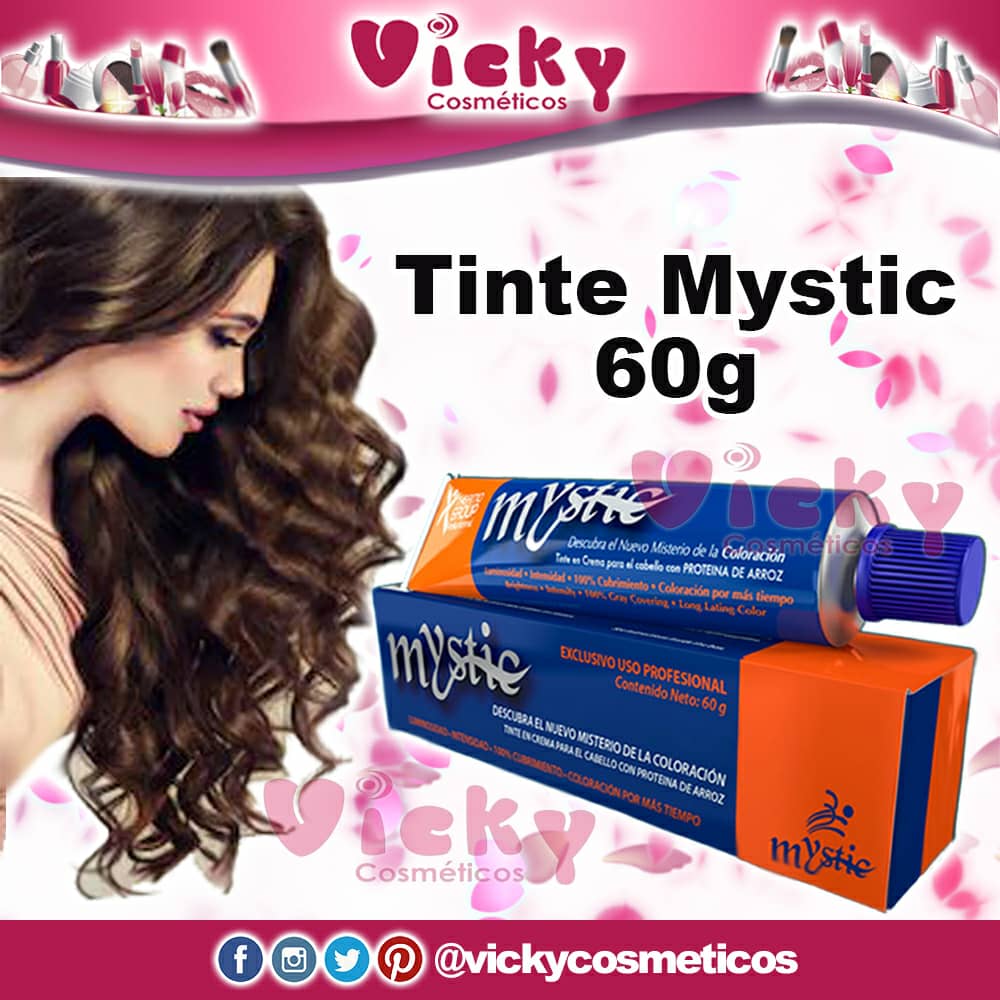 Vicky
Cosméticos
Tinte Mystic
60g
Vicky
Cosméticos
mystic
Descubra el Nuevo Misterio de la Coloración
Tinte en Crema para el cabello con PROTEINA DE ARROZ
Luminosidad • Intensidad • 100% Cubrimiento • Coloración por más tiempo
Brightness • Intensity • 100% Gray Covering • Long Lating Color
mystic
EXCLUSIVO USO PROFESIONAL
Contenido Neto: 60 g
DESCUBRA EL NUEVO MISTERIO DE LA COLORACIÓN
TINTE EN CREMA PARA EL CABELLO CON PROTEINA DE ARROZ
LUMINOSIDAD - INTENSIDAD - 100% CUBRIMIENTO - COLORACIÓN POR MÁS TIEMPO
mystic
Vicky
Cosméticos
@vickycosmeticos